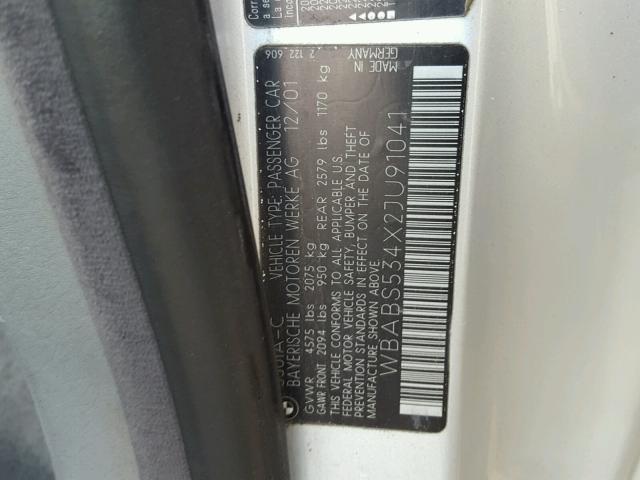 VEHICLE TYPE: PASSENGER CAR
2 122 606
BAYERISCHE MOTOREN WERKE AG 12/01
MADE IN
GERMANY
GVWR 4575 lbs 2075 kg
GAWR FRONT 2094 lbs 950 kg REAR 2579 lbs 1170 kg
THIS VEHICLE CONFORMS TO ALL APPLICABLE U.S.
FEDERAL MOTOR VEHICLE SAFETY, BUMPER AND THEFT
PREVENTION STANDARDS IN EFFECT ON THE DATE OF
MANUFACTURE SHOWN ABOVE.
WBABS534X2JU91041